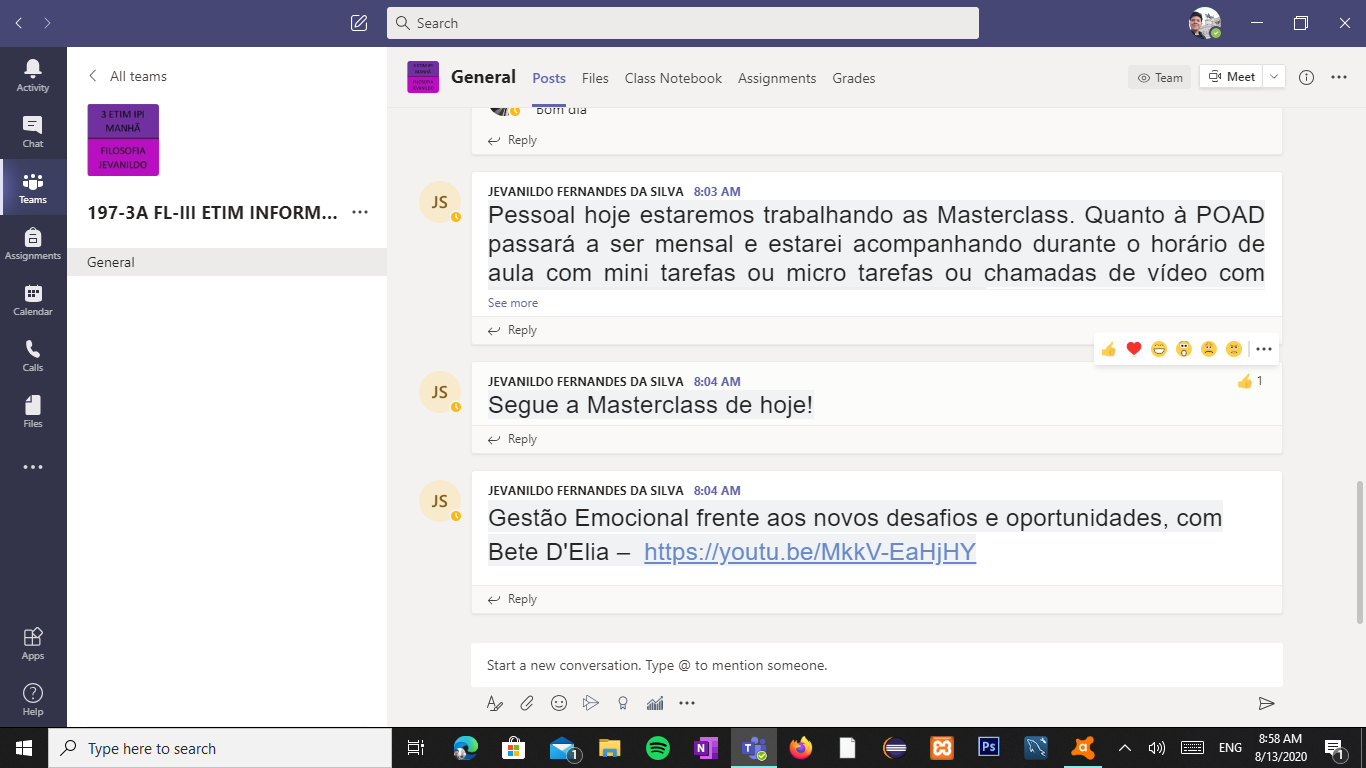 Search
Activity
Chat
Teams
Assignments
Calendar
Calls
Files
Apps
Help
All teams
3 ETIM IPI
MANHÃ
FILOSOFIA
JEVANILDO
197-3A FL-III ETIM INFORM...
General
General Posts Files Class Notebook Assignments Grades
Team
Meet
Bom dia
Reply
JS
JEVANILDO FERNANDES DA SILVA 8:03 AM
Pessoal hoje estaremos trabalhando as Masterclass. Quanto à POAD
passará a ser mensal e estarei acompanhando durante o horário de
aula com mini tarefas ou micro tarefas ou chamadas de vídeo com
See more
Reply
JS
JEVANILDO FERNANDES DA SILVA 8:04 AM
1
Segue a Masterclass de hoje!
Reply
JS
JEVANILDO FERNANDES DA SILVA 8:04 AM
Gestão Emocional frente aos novos desafios e oportunidades, com
Bete D'Elia – https://youtu.be/MkkV-EaHjHY
Reply
Start a new conversation. Type @ to mention someone.
Type here to search
1
N
T
Ps
ENG
8:58 AM
8/13/2020
1